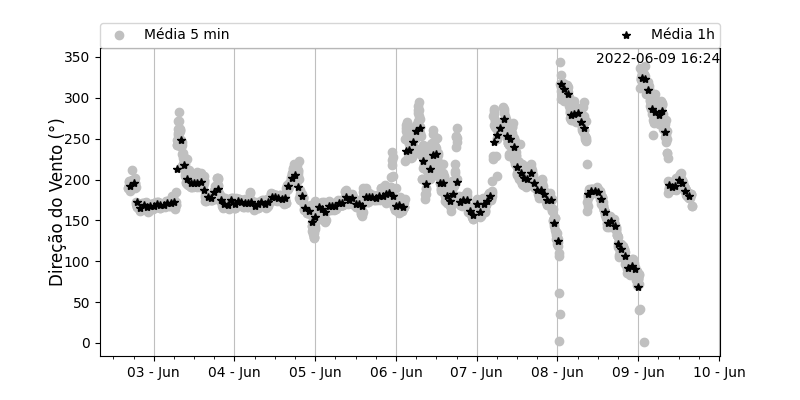 Média 5 min
Média 1h
2022-06-09 16:24
Direção do Vento (°)
350
300
250
200
150
100
50
0
03 - Jun
04 - Jun
05 - Jun
06 - Jun
07 - Jun
08 - Jun
09 - Jun
10 - Jun